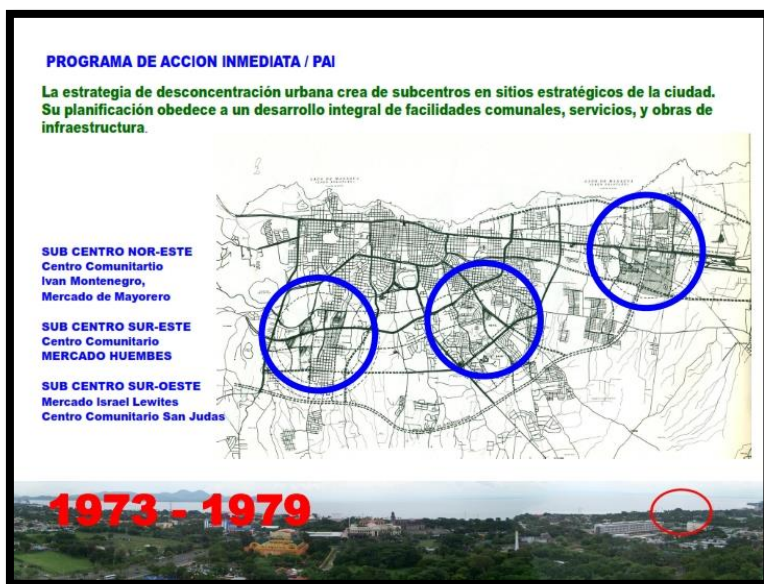 PROGRAMA DE ACCION INMEDIATA / PAI
La estrategia de desconcentración urbana crea de subcentros en sitios estratégicos de la ciudad.
Su planificación obedece a un desarrollo integral de facilidades comunales, servicios, y obras de
infraestructura.
SUB CENTRO NOR-ESTE
Centro Comunitartio
Ivan Montenegro,
Mercado de Mayorero
SUB CENTRO SUR-ESTE
Centro Comunitario
MERCADO HUEMBES
SUB CENTRO SUR-OESTE
Mercado Israel Lewites
Centro Comunitario San Judas
1973 - 1979